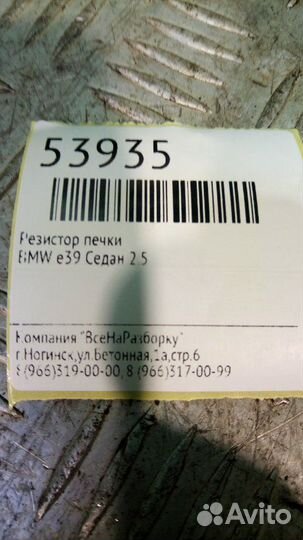 53935
Резистор печки
BMW e39 Седан 2.5
Компания "ВсеНаРазборку"
г.Ногинск,ул.Бетонная,1а,стр.6
8(966)319-00-00, 8 (966)317-00-99
Avito